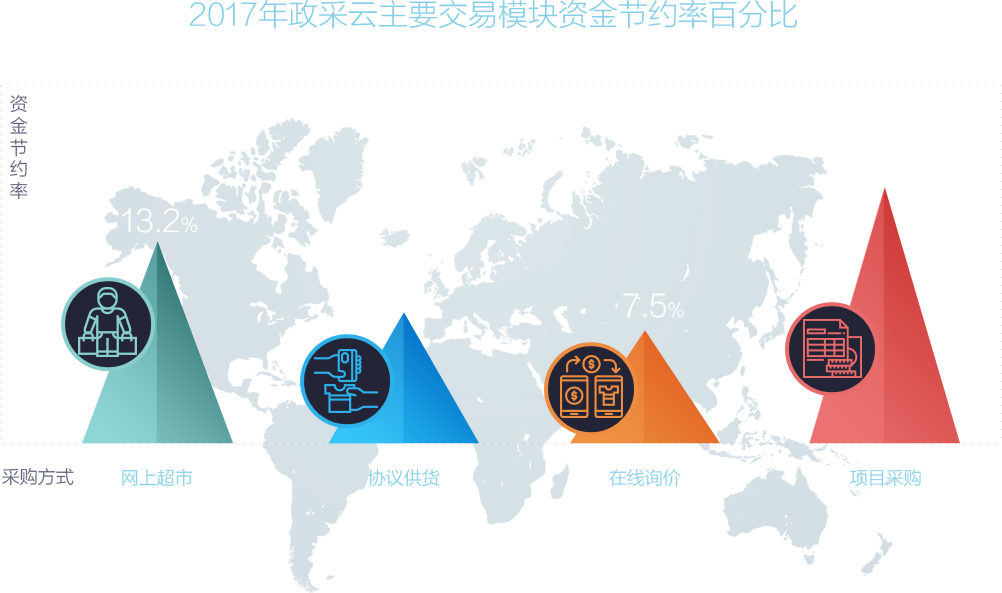 2017年政采云主要交易模块资金节约率百分比
资金节约率
13.2%
7.5%
采购方式
网上超市
协议供货
在线询价
项目采购